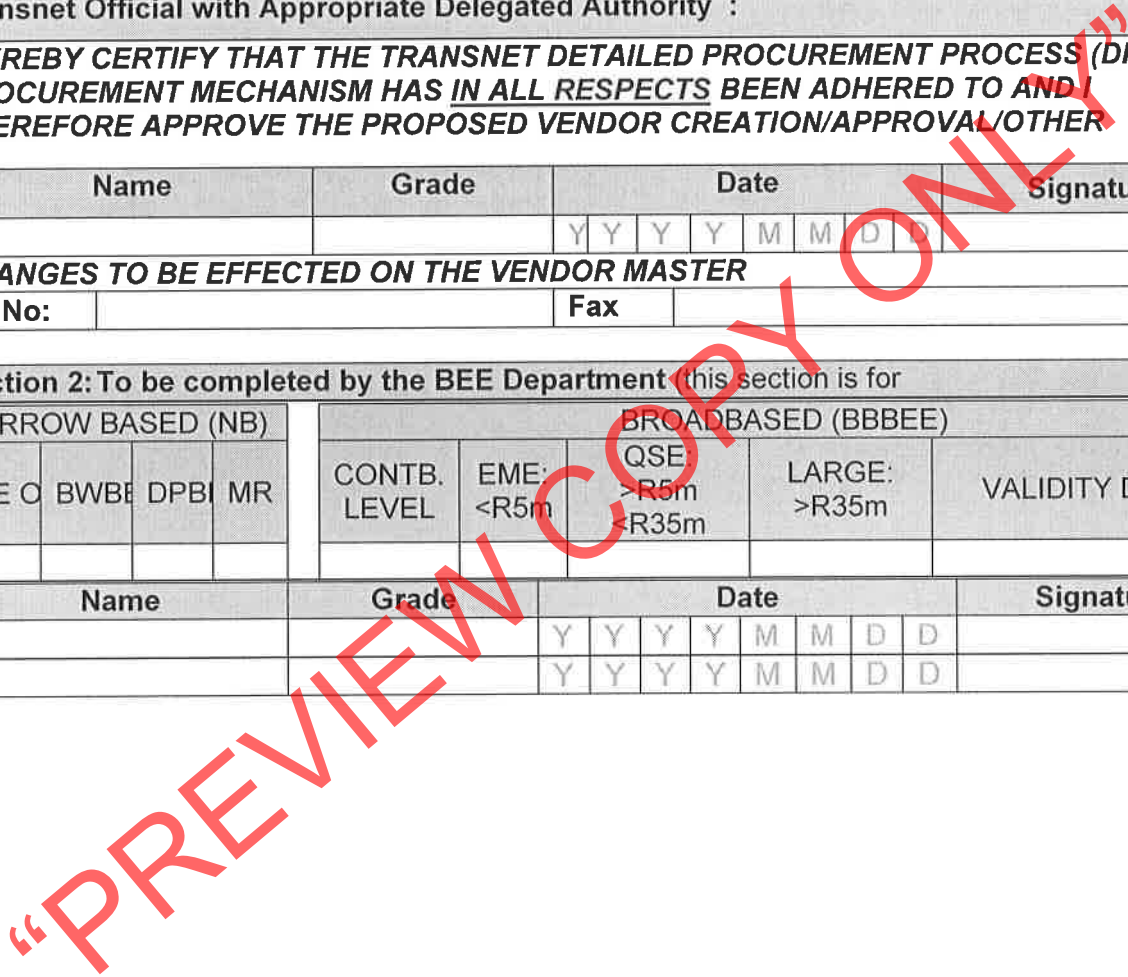 nsnet Official with Appropriate Delegated Authority :
EREBY CERTIFY THAT THE TRANSNET DETAILED PROCUREMENT PROCESS (D
OCUREMENT MECHANISM HAS IN ALL RESPECTS BEEN ADHERED TO AND I
EREFORE APPROVE THE PROPOSED VENDOR CREATION/APPROVAL/OTHER
Name Grade Date Signatu
Y Y Y Y M M D D
ANGES TO BE EFFECTED ON THE VENDOR MASTER
No: Fax
ction 2: To be completed by the BEE Department (this section is for
RROW BASED (NB) BROADBASED (BBBEE)
E O BWBE DPBI MR CONTB. LEVEL EME: <R5m QSE: >R5m <R35m LARGE: >R35m VALIDITY D
Name Grade Date Signatu
Y Y Y Y M M D D
Y Y Y Y M M D D
“PREVIEW COPY ONLY”